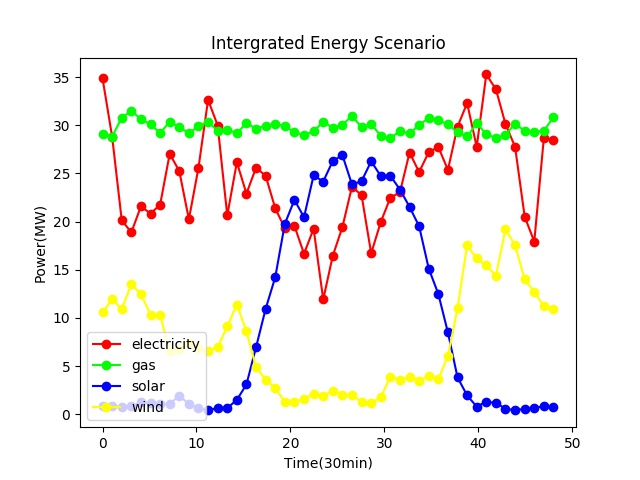 Intergrated Energy Scenario
Power(MW)
35
30
25
20
15
10
5
0
electricity
gas
solar
wind
0 10 20 30 40 50
Time(30min)